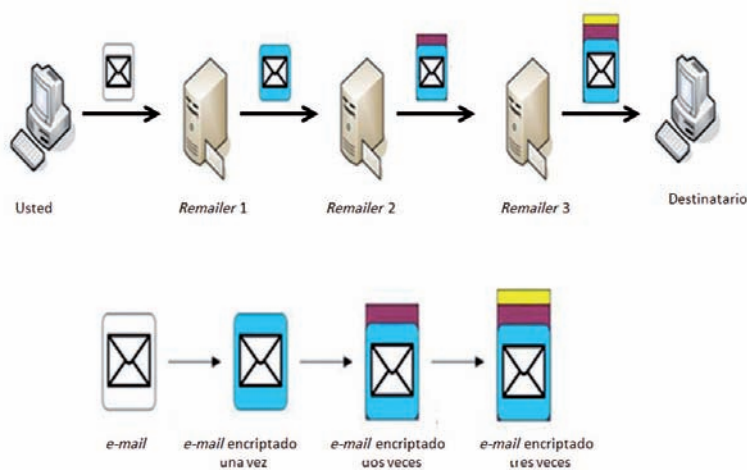 Usted
Remailer 1
Remailer 2
Remailer 3
Destinatario
e-mail
e-mail encriptado
una vez
e-mail encriptado
dos veces
e-mail encriptado
tres veces